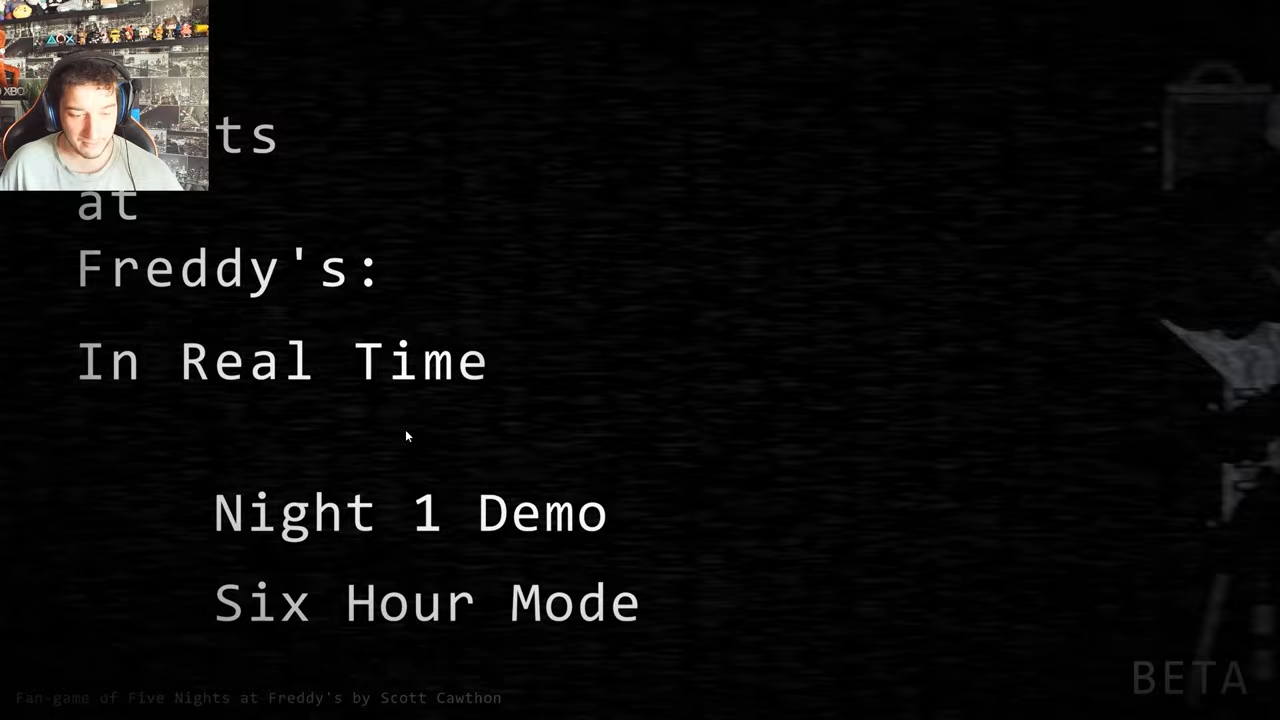 ts
at
Freddy's:
In Real Time
Night 1 Demo
Six Hour Mode
Fan-game of Five Nights at Freddy's by Scott Cawthon
BETA